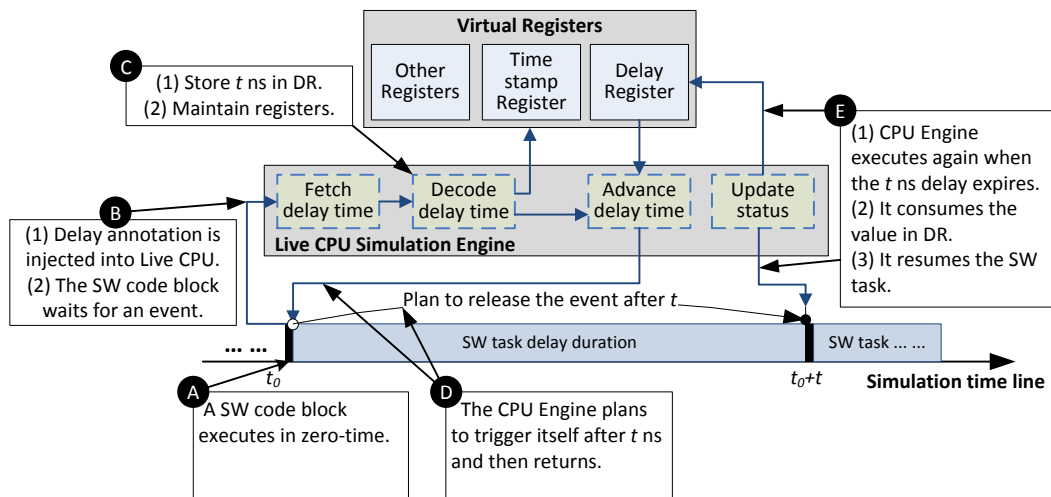 Virtual Registers
Other
Registers
Time
stamp
Register
Delay
Register
C
(1) Store t ns in DR.
(2) Maintain registers.
E
(1) CPU Engine
executes again when
the t ns delay expires.
(2) It consumes the
value in DR.
(3) It resumes the SW
task.
Fetch
delay time
Decode
delay time
Advance
delay time
Update
status
Live CPU Simulation Engine
B
(1) Delay annotation is
injected into Live CPU.
(2) The SW code block
waits for an event.
Plan to release the event after t
... ...
SW task delay duration
SW task ... ...
t0
t0+t
Simulation time line
A
A SW code block
executes in zero-time.
D
The CPU Engine plans
to trigger itself after t ns
and then returns.